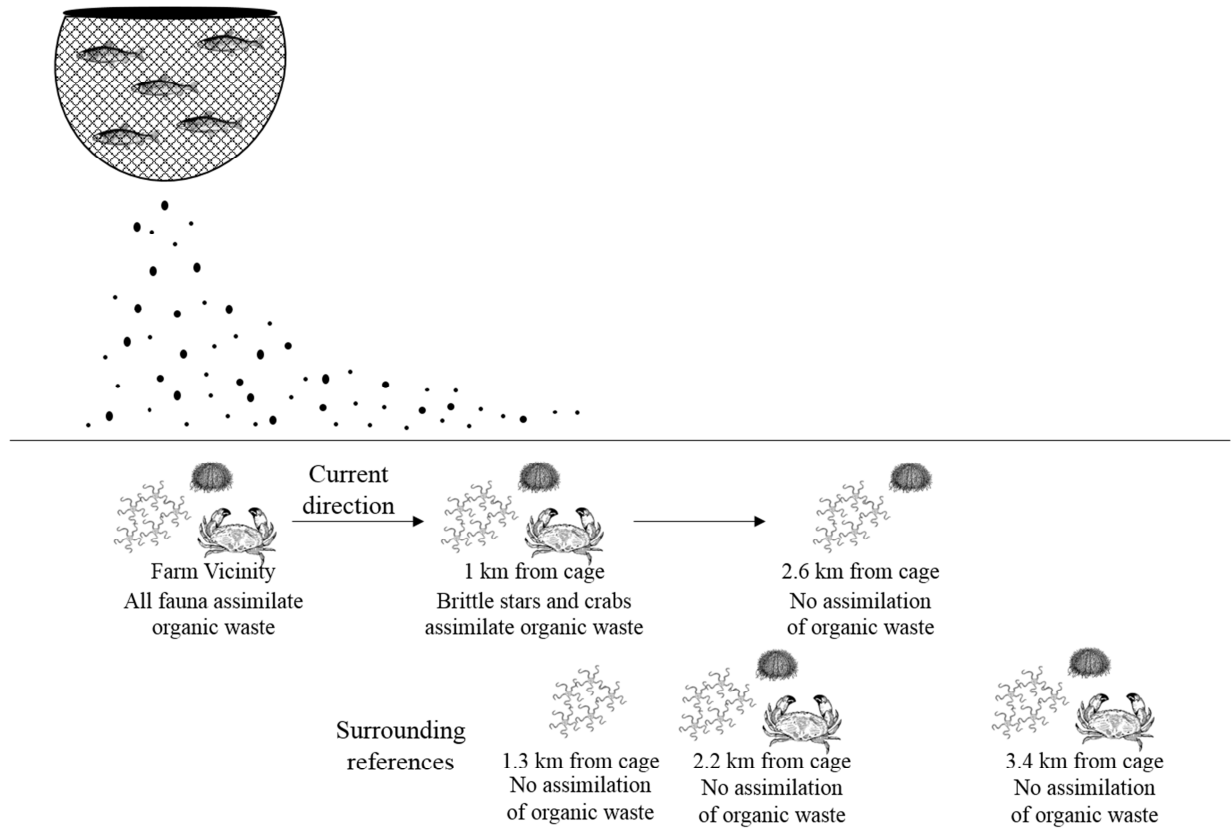 Current
direction
Farm Vicinity
All fauna assimilate
organic waste
1 km from cage
Brittle stars and crabs
assimilate organic waste
2.6 km from cage
No assimilation
of organic waste
Surrounding
references
1.3 km from cage
No assimilation
of organic waste
2.2 km from cage
No assimilation
of organic waste
3.4 km from cage
No assimilation
of organic waste